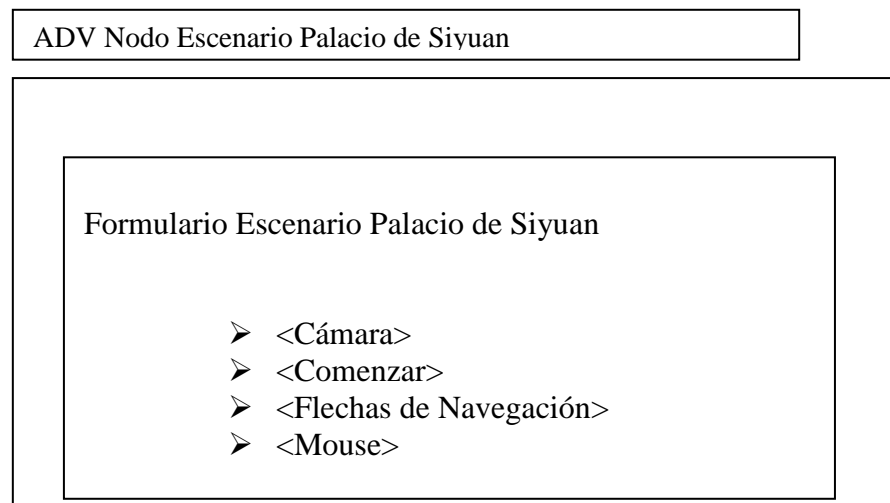 ADV Nodo Escenario Palacio de Siyuan
Formulario Escenario Palacio de Siyuan
➢ <Cámara>
➢ <Comenzar>
➢ <Flechas de Navegación>
➢ <Mouse>